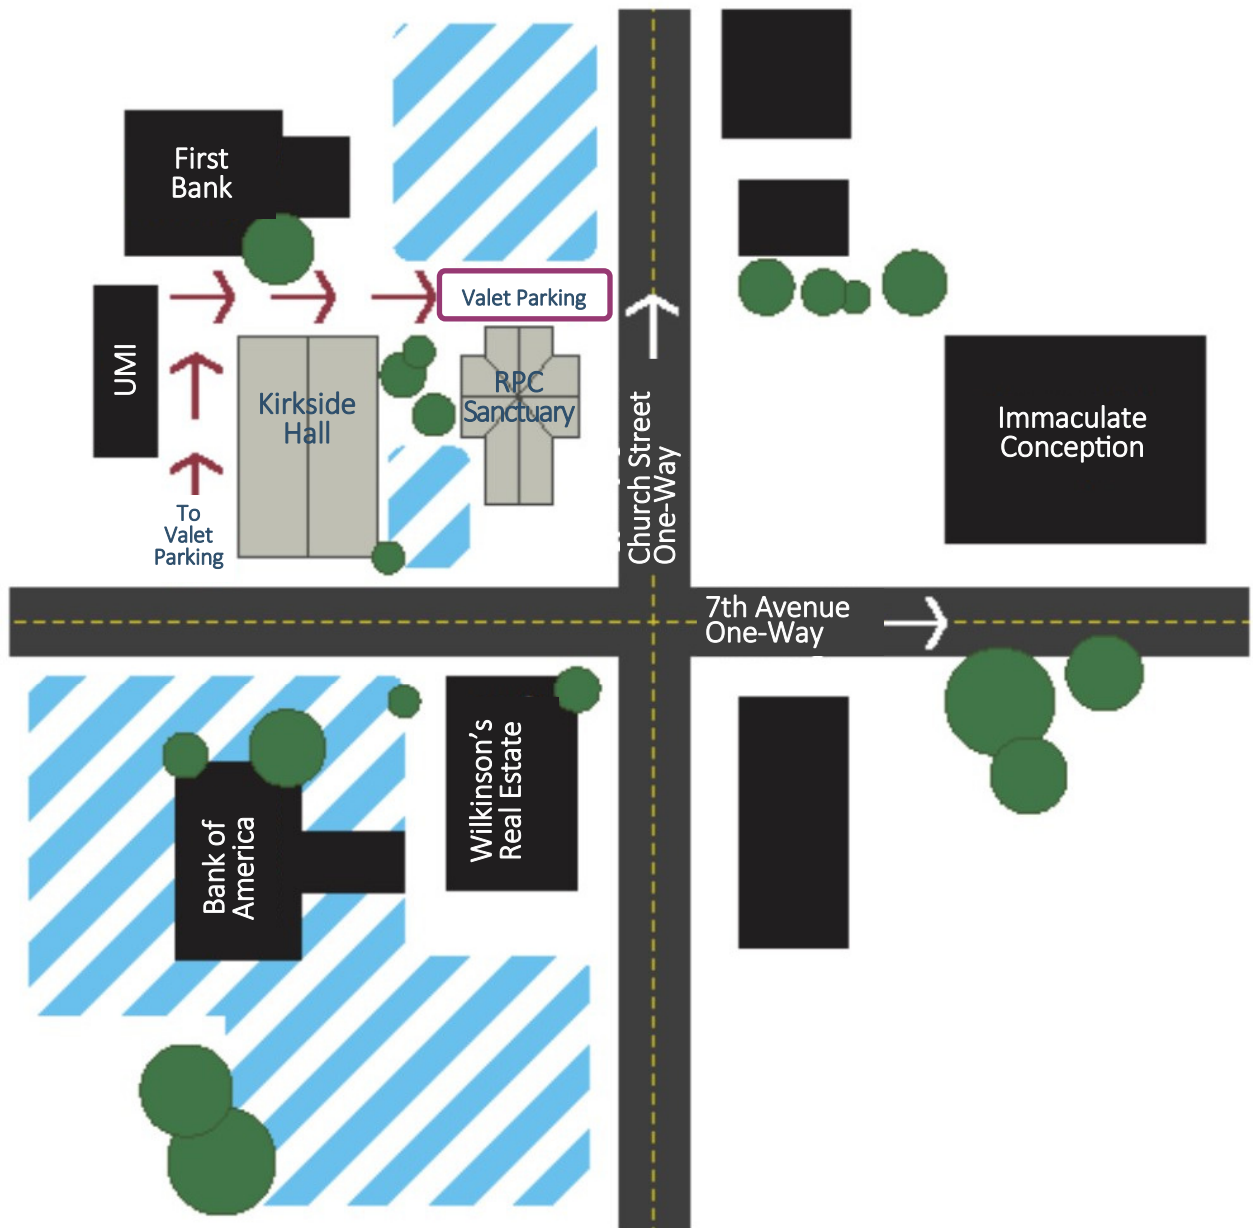 First
Bank
Valet Parking
UMI
Kirkside
Hall
RPC
Sanctuary
To
Valet
Parking
Church Street
One-Way
Immaculate
Conception
7th Avenue
One-Way
Bank of
America
Wilkinson’s
Real Estate